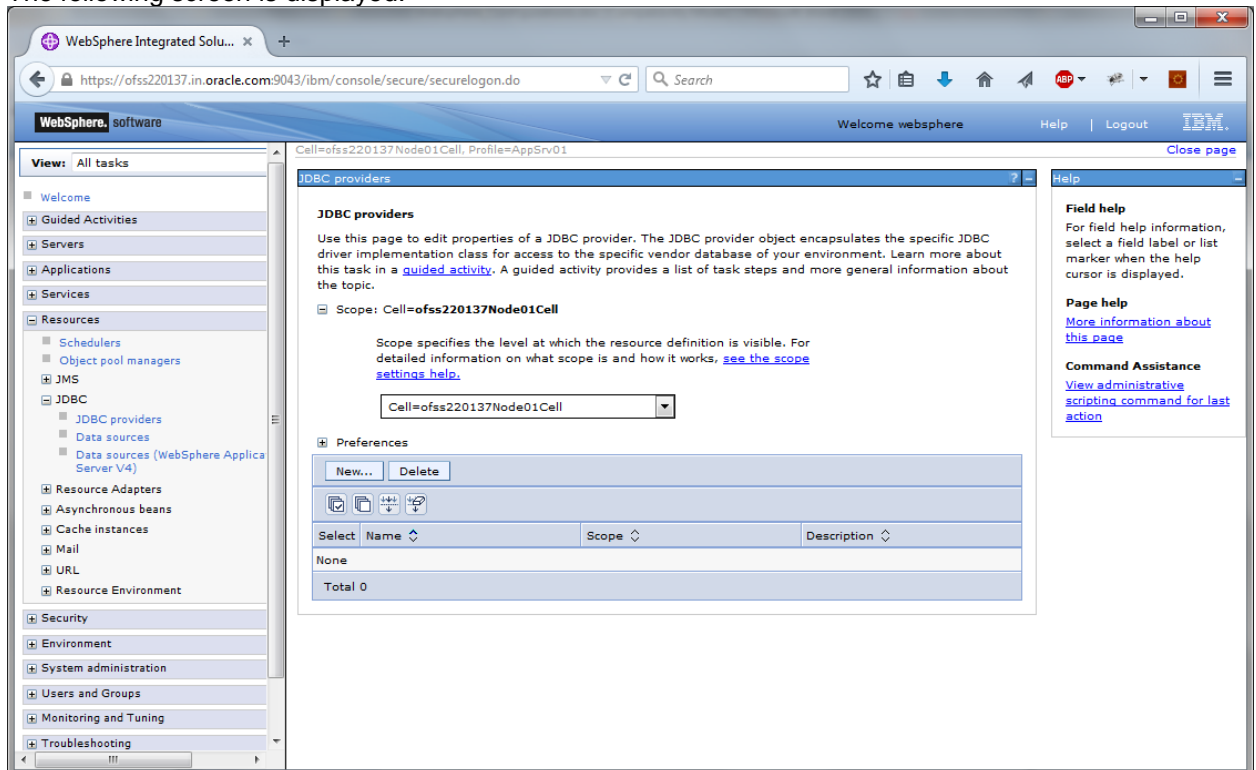 The following screen is displayed:
WebSphere Integrated Solu... ×
+
https://ofss220137.in.oracle.com:9043/ibm/console/secure/securelogon.do
Search
ABP
WebSphere. software
Welcome websphere
Help | Logout
IBM.
View: All tasks
Welcome
Guided Activities
Servers
Applications
Services
Resources
Schedulers
Object pool managers
JMS
JDBC
JDBC providers
Data sources
Data sources (WebSphere Applica
Server V4)
Resource Adapters
Asynchronous beans
Cache instances
Mail
URL
Resource Environment
Security
Environment
System administration
Users and Groups
Monitoring and Tuning
Troubleshooting
Cell=ofss220137Node01Cell, Profile=AppSrv01
Close page
JDBC providers
JDBC providers
Use this page to edit properties of a JDBC provider. The JDBC provider object encapsulates the specific JDBC
driver implementation class for access to the specific vendor database of your environment. Learn more about
this task in a guided activity. A guided activity provides a list of task steps and more general information about
the topic.
Scope: Cell=ofss220137Node01Cell
Scope specifies the level at which the resource definition is visible. For
detailed information on what scope is and how it works, see the scope
settings help.
Cell=ofss220137Node01Cell
Preferences
New... Delete
Select Name Scope Description
None
Total 0
Help
Field help
For field help information,
select a field label or list
marker when the help
cursor is displayed.
Page help
More information about
this page
Command Assistance
View administrative
scripting command for last
action